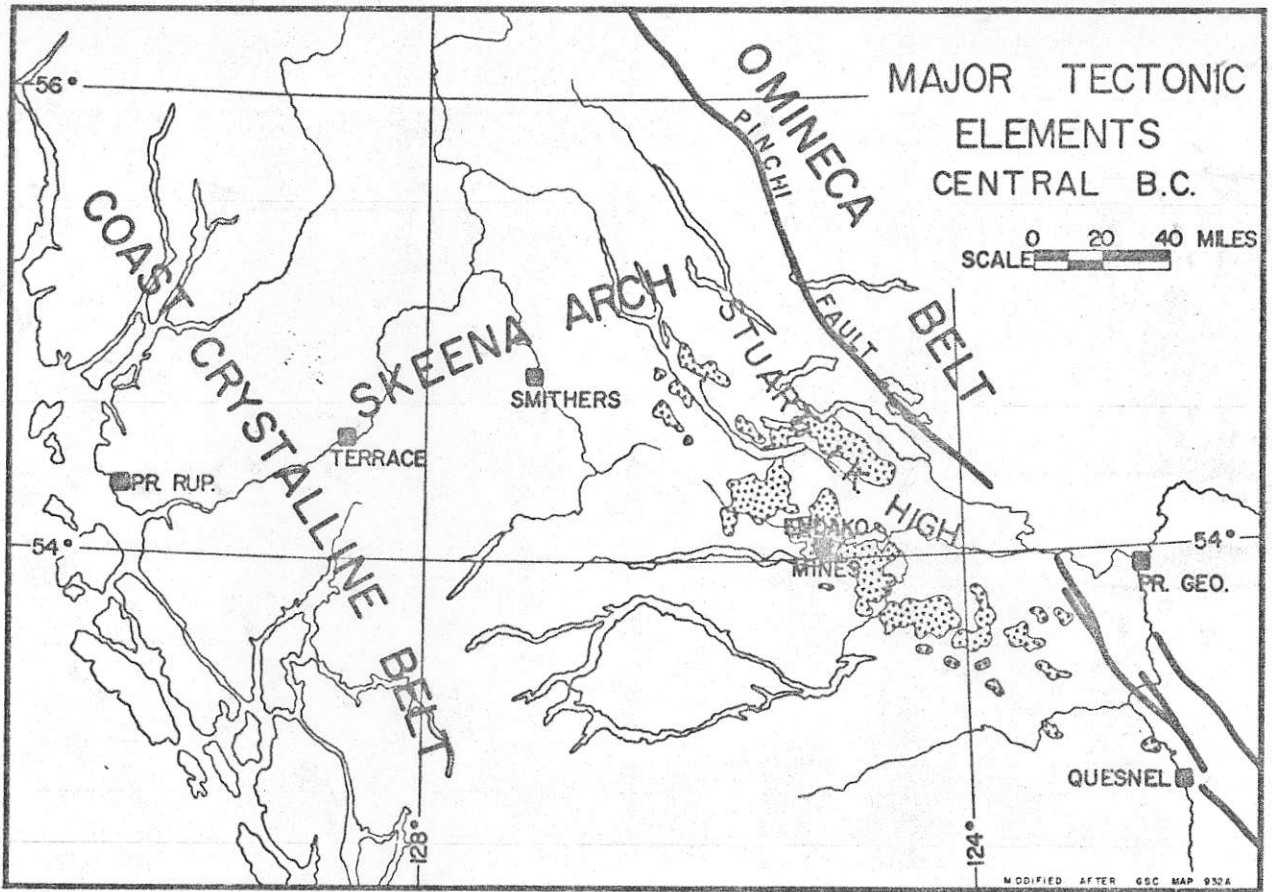 MAJOR TECTONIC
ELEMENTS
CENTRAL B.C.
0 20 40 MILES
SCALE
56°
OMINECA
BELT
PINCHI
FAULT
COAST
CRYSTALLINE
BELT
SKEENA ARCH
STUART
HIGH
SMITHERS
TERRACE
PR. RUP.
54°
54°
ENDAKO
MINES
PR. GEO.
QUESNEL
128°
124°
MODIFIED AFTER GSC MAP 932A